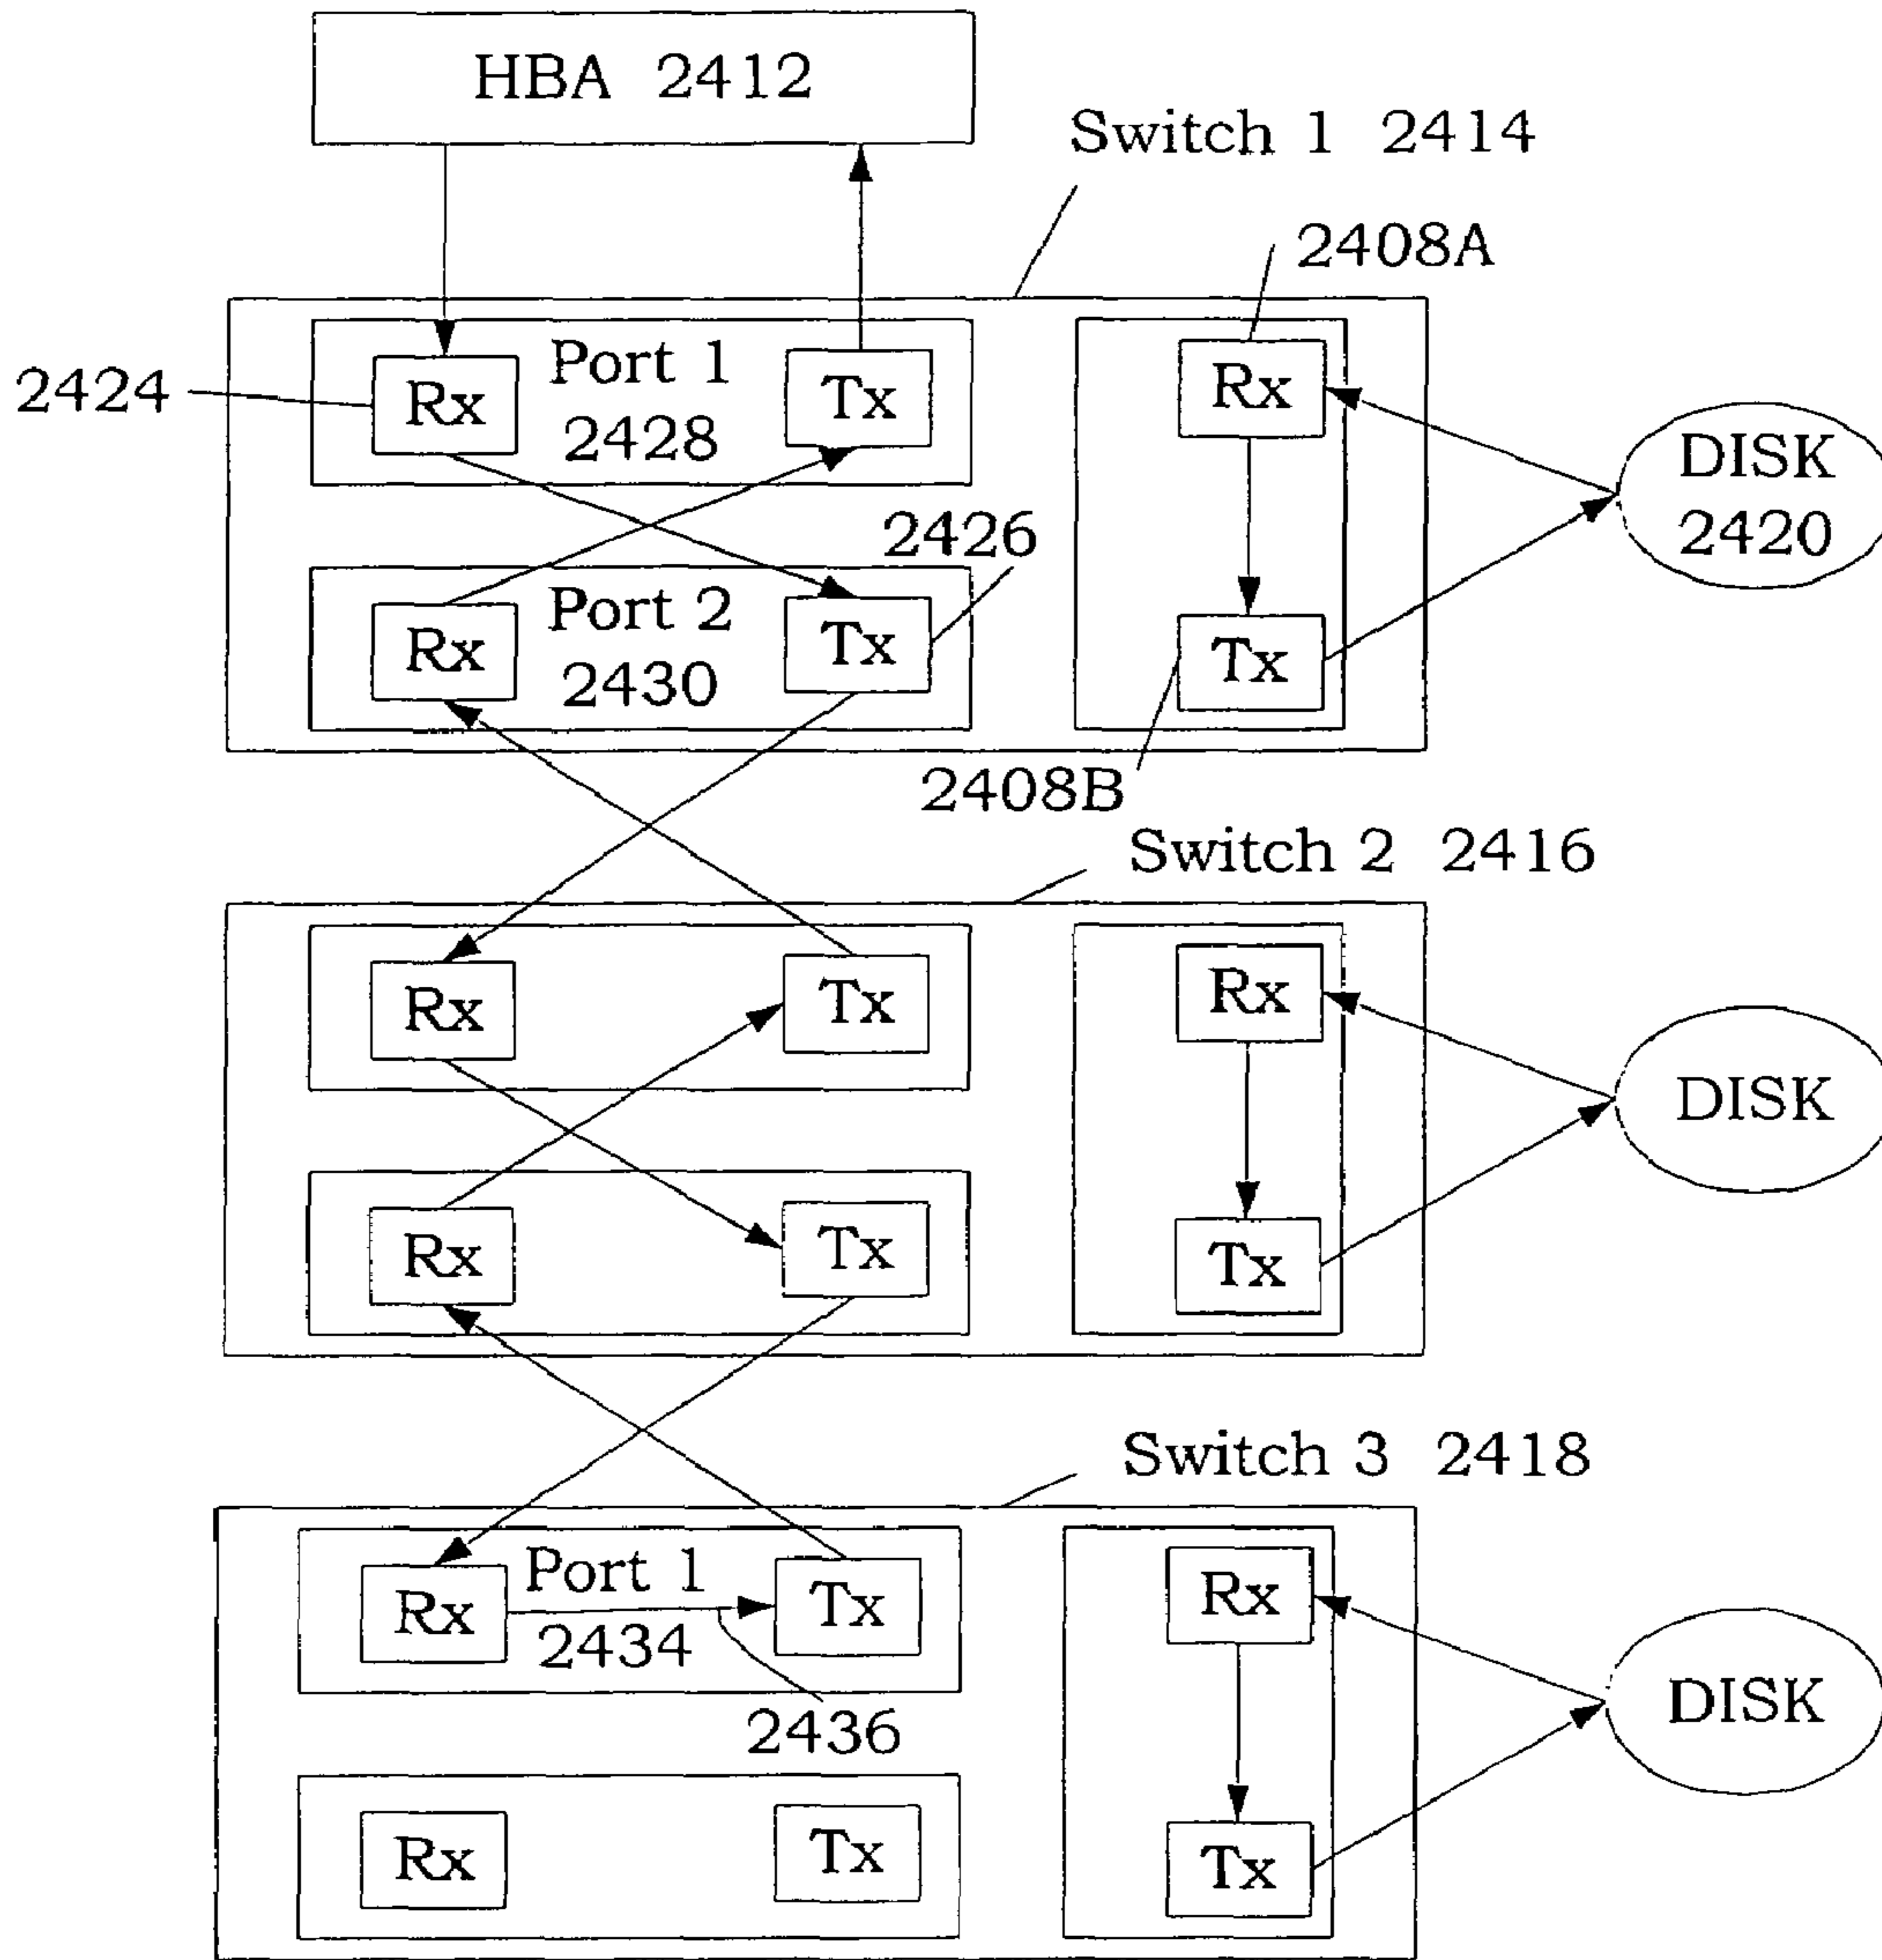 HBA 2412
Switch 1 2414
2408A
2424
Rx
Port 1
2428
Tx
Rx
DISK
2420
2426
Rx
Port 2
2430
Tx
Tx
2408B
Switch 2 2416
Rx
Tx
Rx
DISK
Rx
Tx
Tx
Switch 3 2418
Rx
Port 1
2434
Tx
Rx
2436
DISK
Rx
Tx
Tx